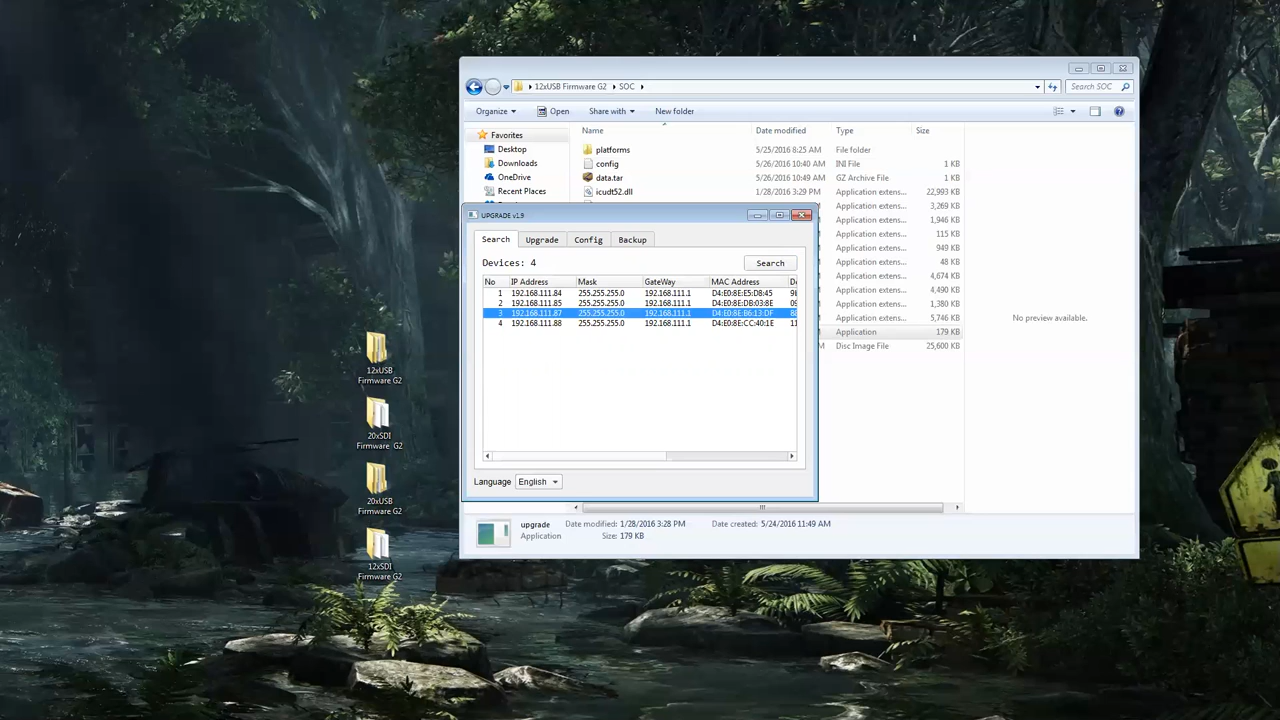 12xUSB Firmware G2 SOC Search SOC
Organize Open Share with New folder
Favorites
Desktop
Downloads
OneDrive
Recent Places
Name Date modified Type Size
platforms 5/25/2016 8:25 AM File folder
config 5/26/2016 10:40 AM INI File 1 KB
data.tar 5/26/2016 10:49 AM GZ Archive File 1 KB
icudt52.dll 1/28/2016 3:29 PM Application extens... 22,993 KB
Application extens... 3,269 KB
Application extens... 1,946 KB
Application extens... 115 KB
Application extens... 949 KB
Application extens... 48 KB
Application extens... 4,674 KB
Application extens... 4,490 KB
Application extens... 1,380 KB
Application extens... 5,746 KB
Application 179 KB
Disc Image File 25,600 KB
No preview available.
UPGRADE v1.9
Search Upgrade Config Backup
Devices: 4 Search
No IP Address Mask GateWay MAC Address
1 192.168.111.84 255.255.255.0 192.168.111.1 D4:E0:8E:E5:D8:45
2 192.168.111.85 255.255.255.0 192.168.111.1 D4:E0:8E:DB:03:8E
3 192.168.111.87 255.255.255.0 192.168.111.1 D4:E0:8E:B6:13:DF
4 192.168.111.88 255.255.255.0 192.168.111.1 D4:E0:8E:CC:40:1E
Language English
upgrade Date modified: 1/28/2016 3:28 PM Date created: 5/24/2016 11:49 AM
Application Size: 179 KB
12xUSB
Firmware G2
20xSDI
Firmware G2
20xUSB
Firmware G2
12xSDI
Firmware G2